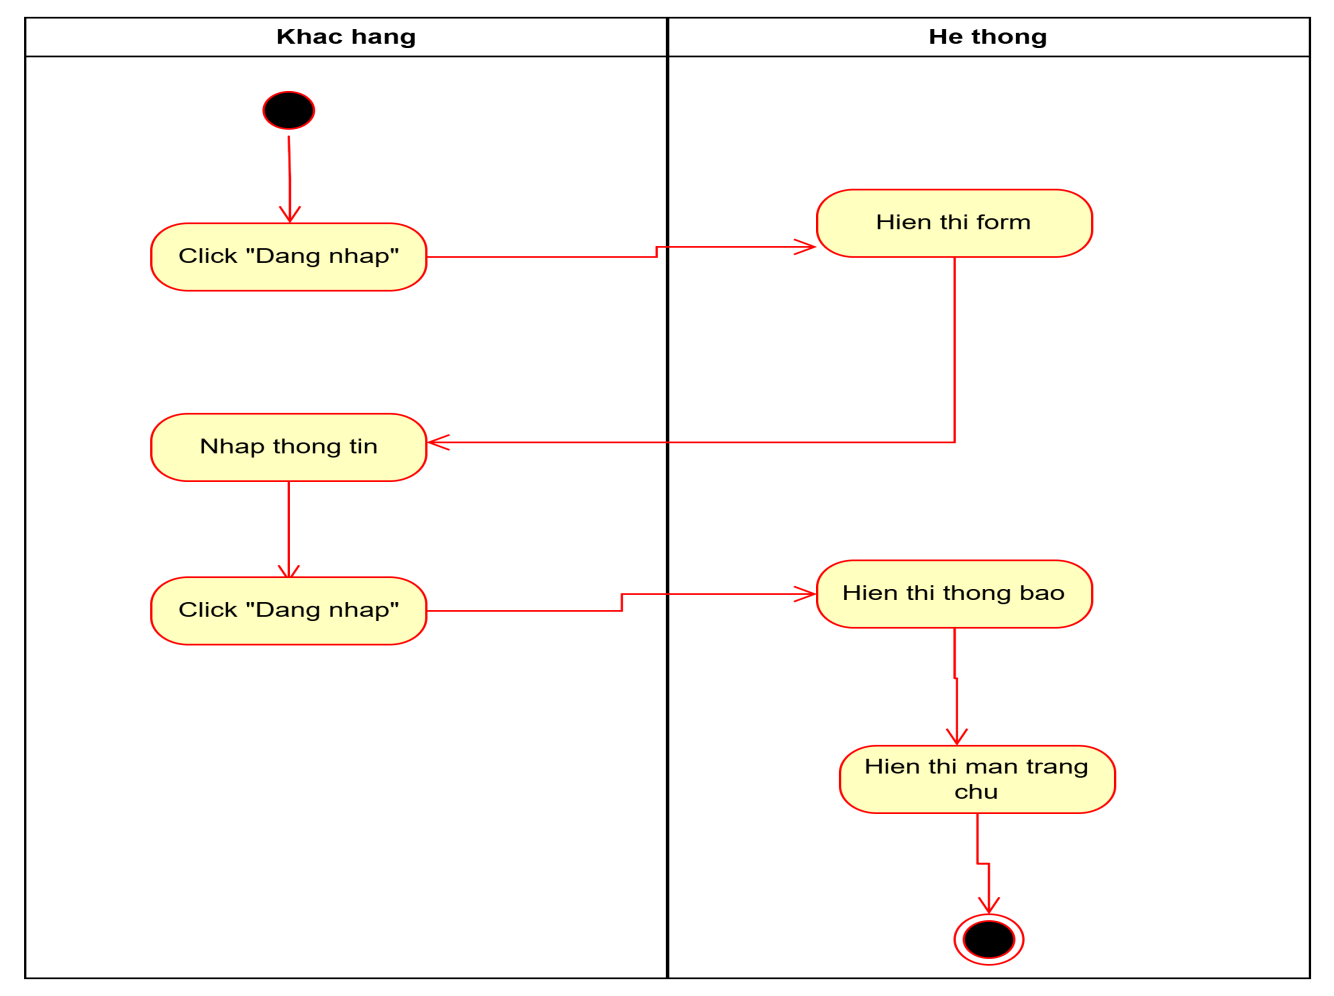 Khac hang
He thong
Click "Dang nhap"
Hien thi form
Nhap thong tin
Click "Dang nhap"
Hien thi thong bao
Hien thi man trang
chu